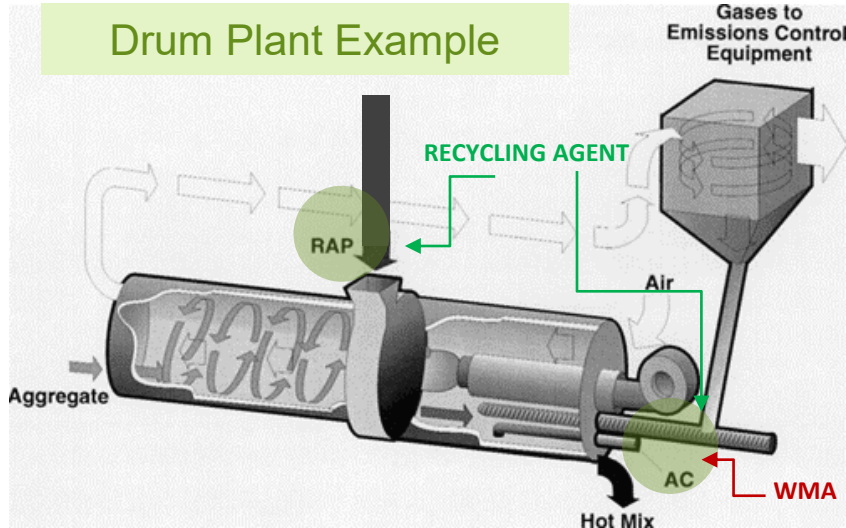 Drum Plant Example
Gases to
Emissions Control
Equipment
RECYCLING AGENT
RAP
Air
Aggregate
AC
WMA
Hot Mix